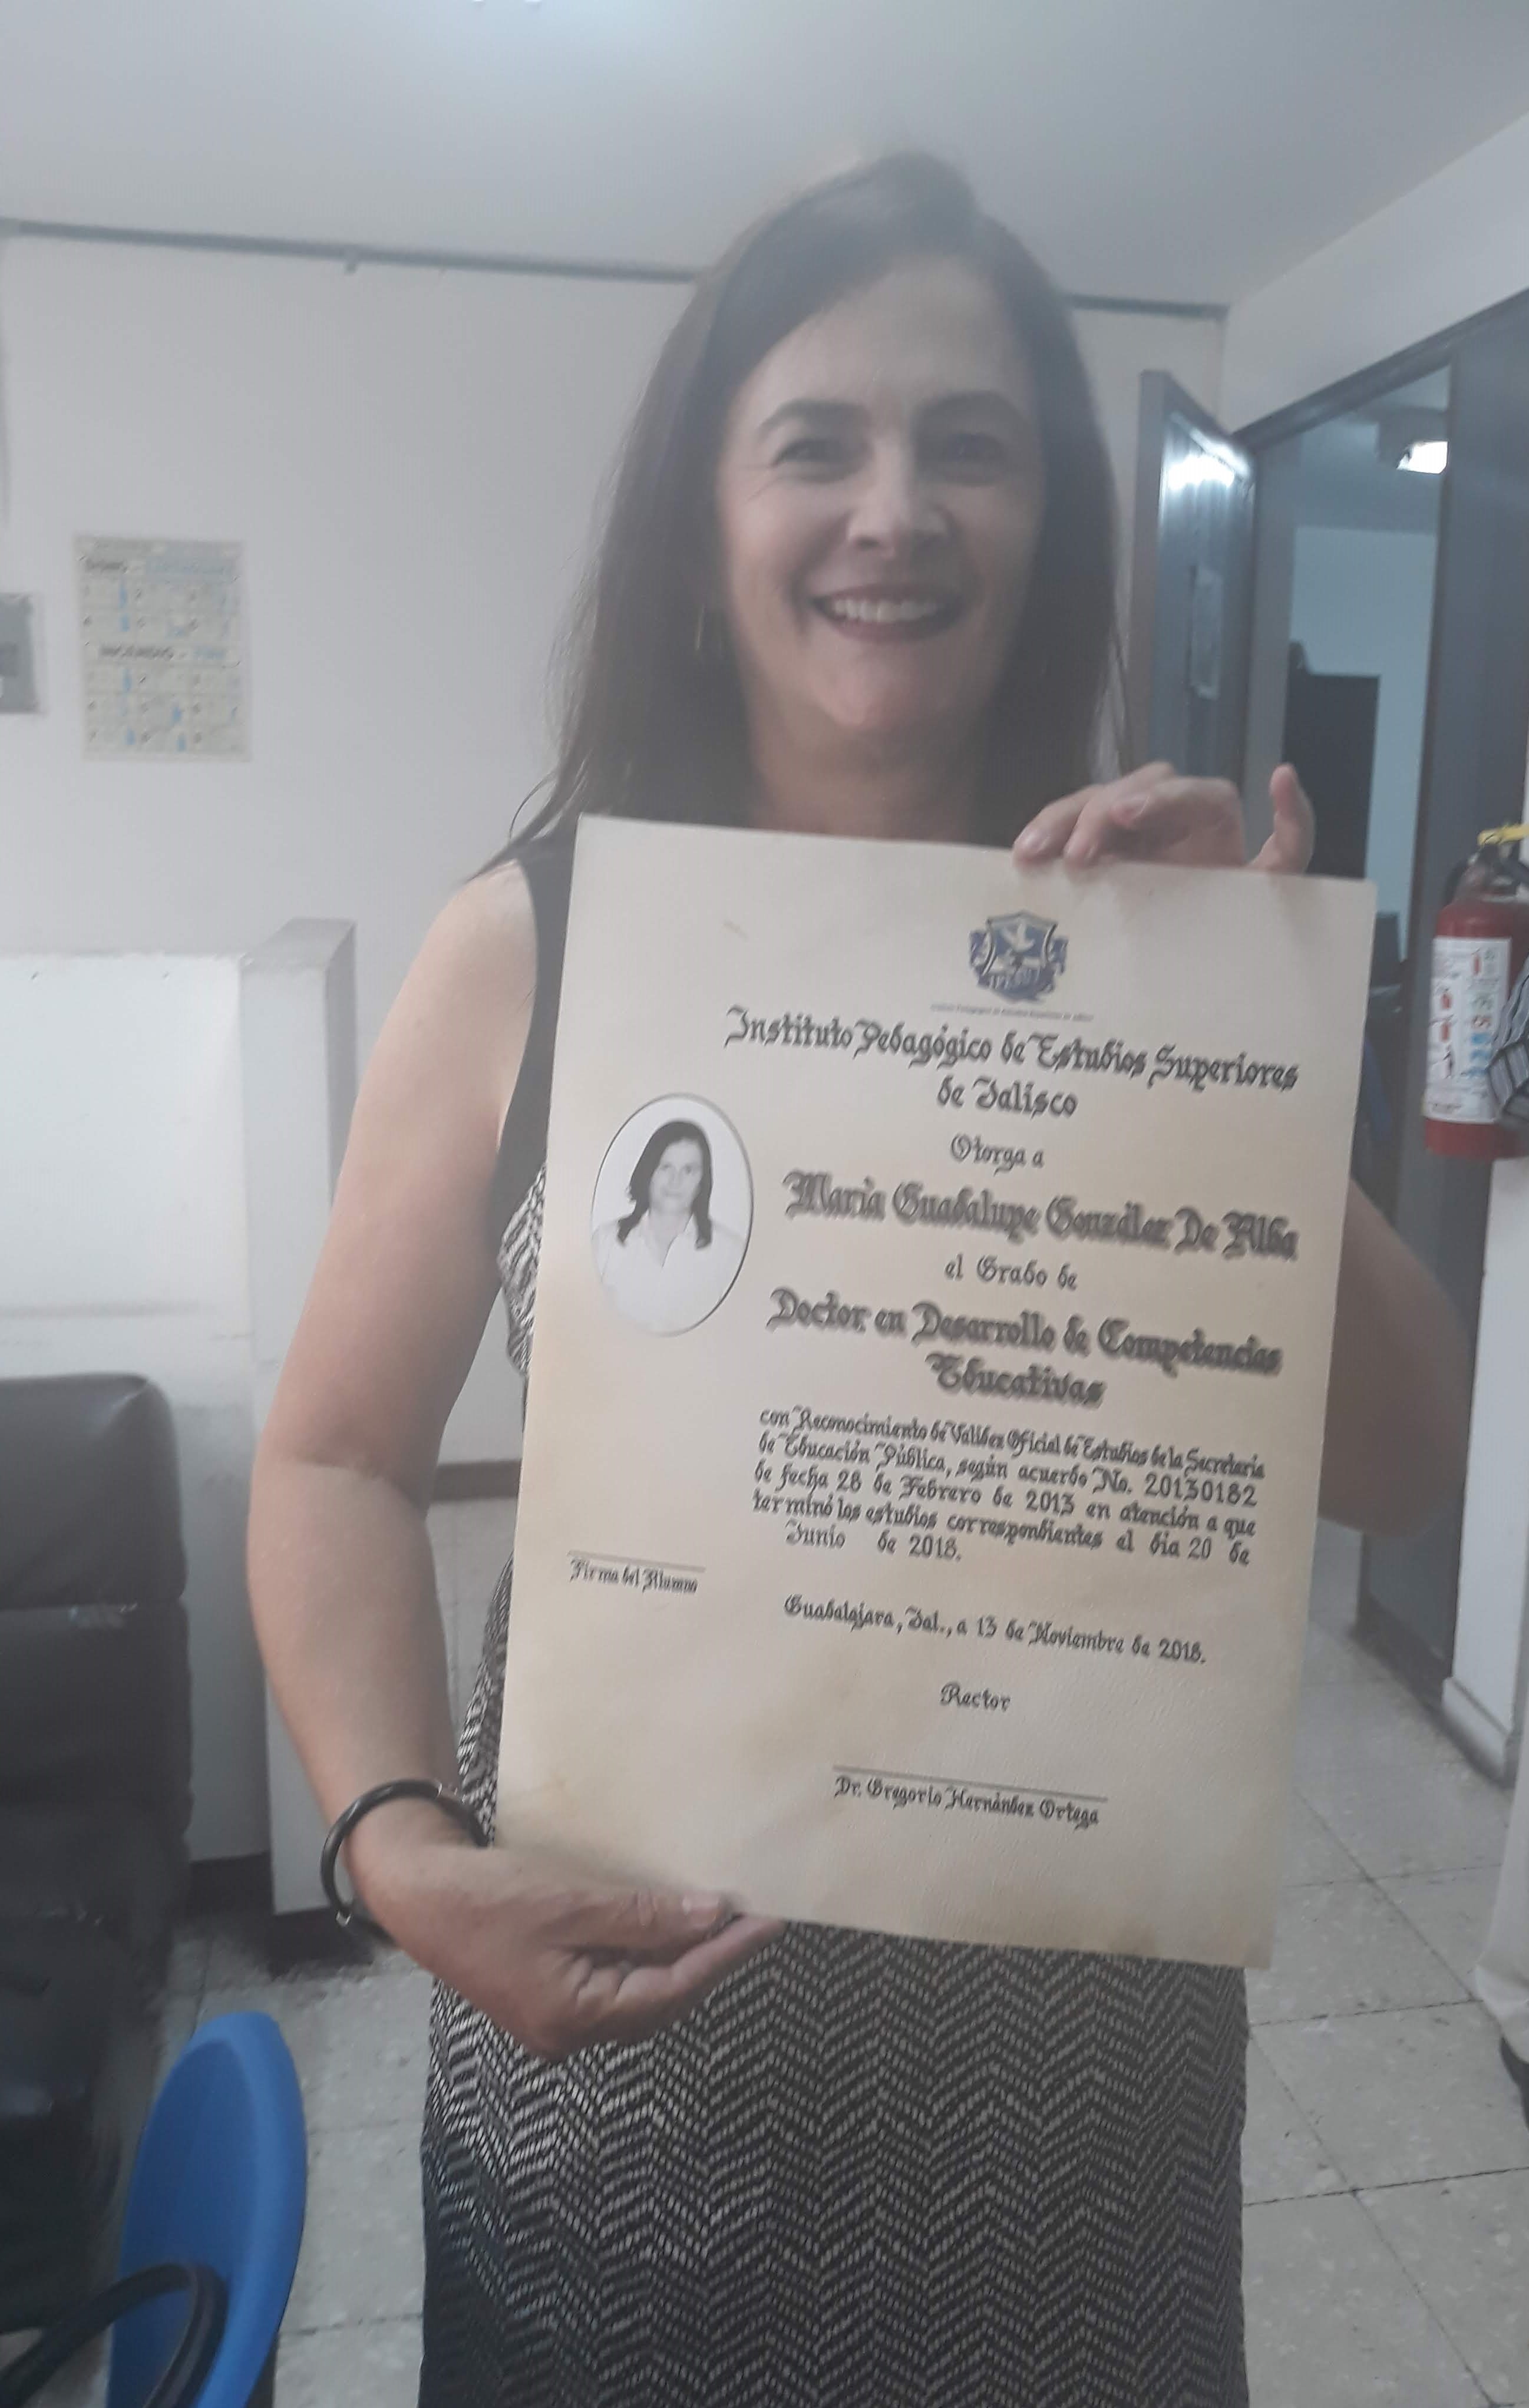 Instituto Pedagógico de Estudios Superiores
de Jalisco
Otorga a
María Guadalupe González De Alba
el Grado de
Doctor en Desarrollo de Competencias
Educativas
con Reconocimiento de Validez Oficial de Estudios de la Secretaría
de Educación Pública, según acuerdo No. 20130182
de fecha 28 de Febrero de 2013 en atención a que
terminó los estudios correspondientes el día 20 de
Junio de 2018.
Firma del Alumno
Guadalajara, Jal., a 13 de Noviembre de 2018.
Rector
Dr. Gregorio Hernández Ortega